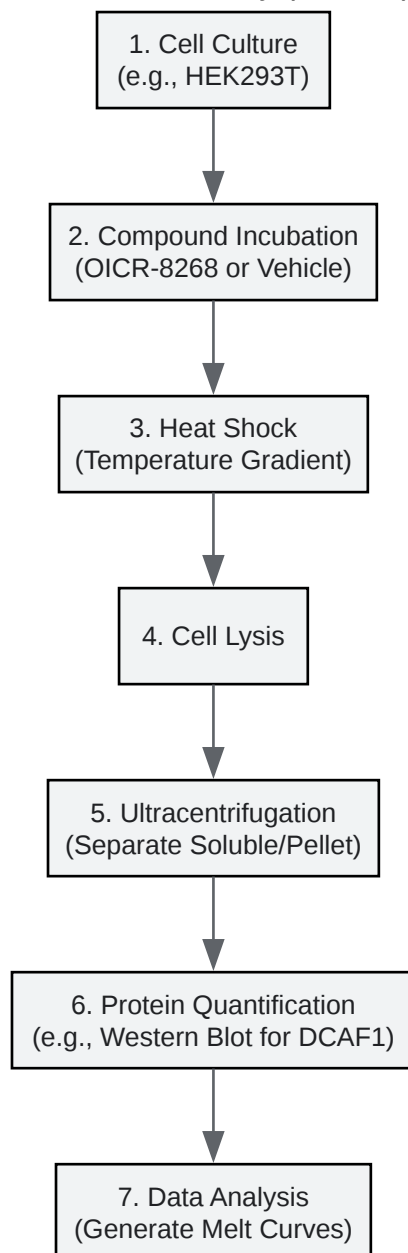 1. Cell Culture
(e.g., HEK293T)
2. Compound Incubation
(OICR-8268 or Vehicle)
3. Heat Shock
(Temperature Gradient)
4. Cell Lysis
5. Ultracentrifugation
(Separate Soluble/Pellet)
6. Protein Quantification
(e.g., Western Blot for DCAF1)
7. Data Analysis
(Generate Melt Curves)